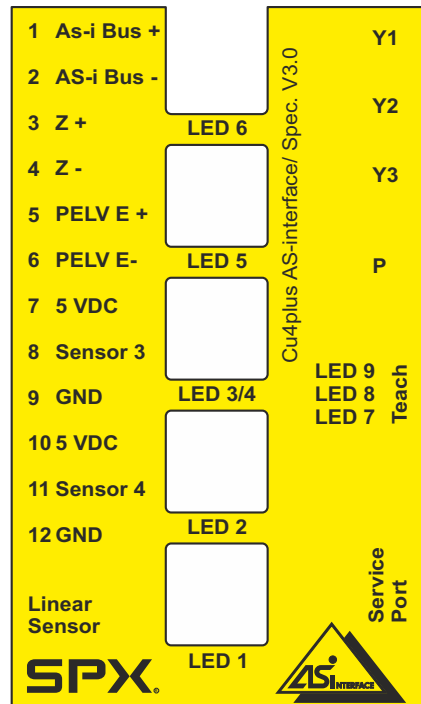 1 As-i Bus +
2 AS-i Bus -
3 Z +
4 Z -
5 PELV E +
6 PELV E-
7 5 VDC
8 Sensor 3
9 GND
10 5 VDC
11 Sensor 4
12 GND
Linear
Sensor
SPX®
LED 6
LED 5
LED 3/4
LED 2
LED 1
Cu4plus AS-interface/ Spec. V3.0
Y1
Y2
Y3
P
LED 9
LED 8
LED 7
Teach
Service
Port
ASi INTERFACE